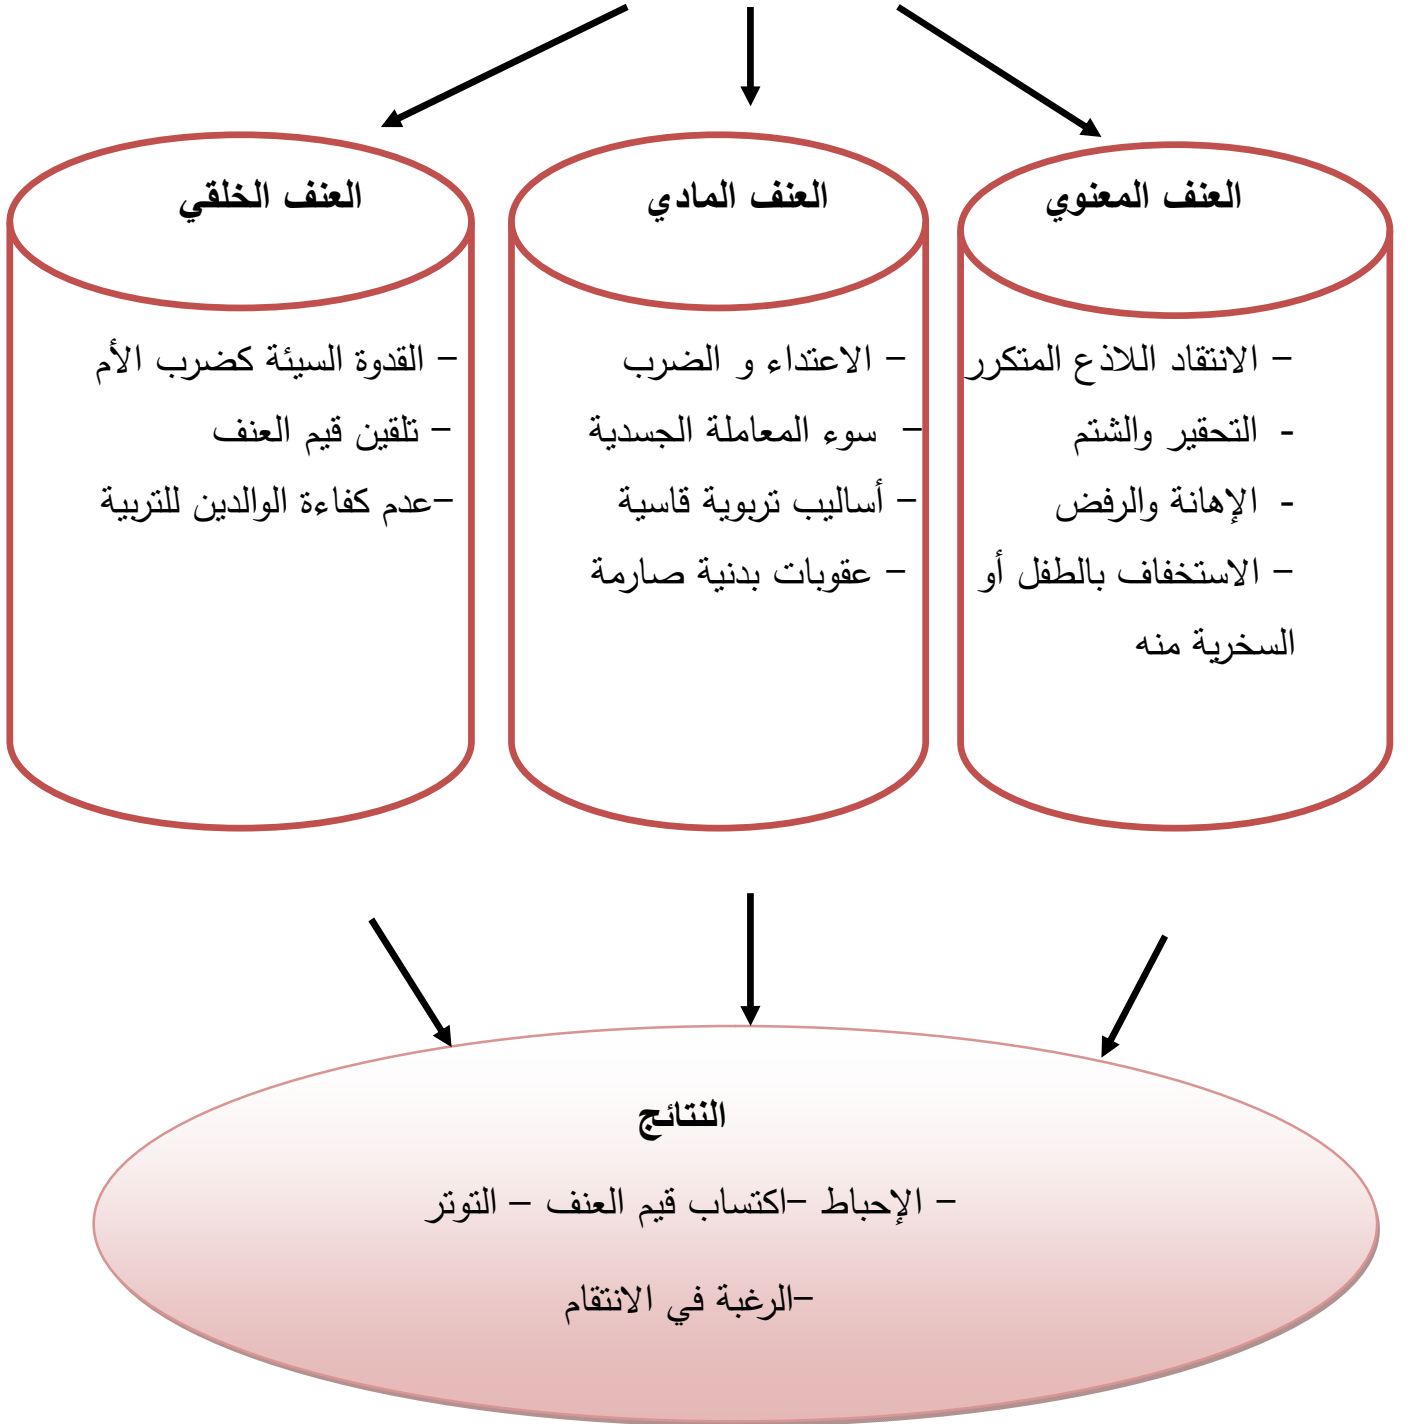 العنف المعنوي
– الانتقاد اللاذع المتكرر
- التحقير والشتم
- الإهانة والرفض
– الاستخفاف بالطفل أو
السخرية منه
العنف المادي
– الاعتداء و الضرب
– سوء المعاملة الجسدية
– أساليب تربوية قاسية
– عقوبات بدنية صارمة
العنف الخلقي
– القدوة السيئة كضرب الأم
– تلقين قيم العنف
–عدم كفاءة الوالدين للتربية
النتائج
– الإحباط –اكتساب قيم العنف – التوتر
–الرغبة في الانتقام